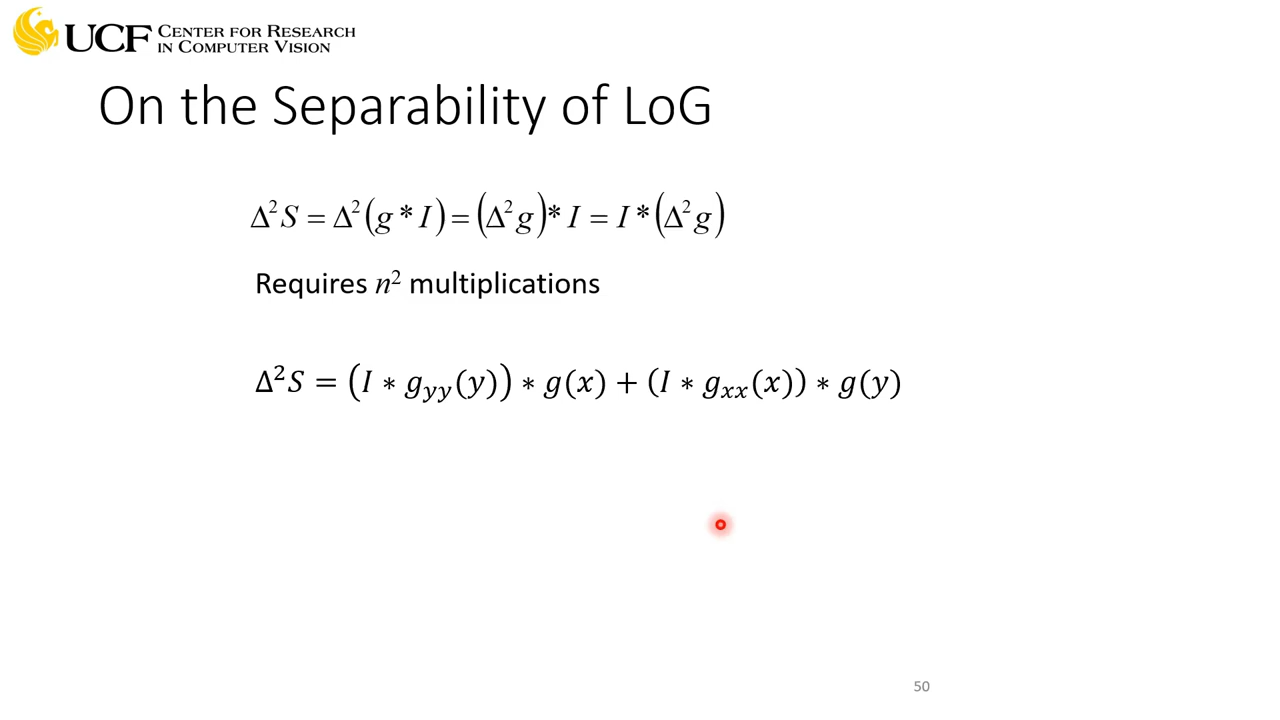 UCF CENTER FOR RESEARCH
IN COMPUTER VISION
On the Separability of LoG
Δ²S = Δ²(g * I) = (Δ²g) * I = I * (Δ²g)
Requires n² multiplications
Δ²S = (I ∗ g_yy(y)) ∗ g(x) + (I ∗ g_xx(x)) ∗ g(y)
50